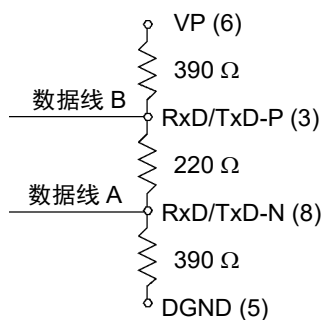 VP (6)
390 Ω
数据线 B
RxD/TxD-P (3)
220 Ω
数据线 A
RxD/TxD-N (8)
390 Ω
DGND (5)